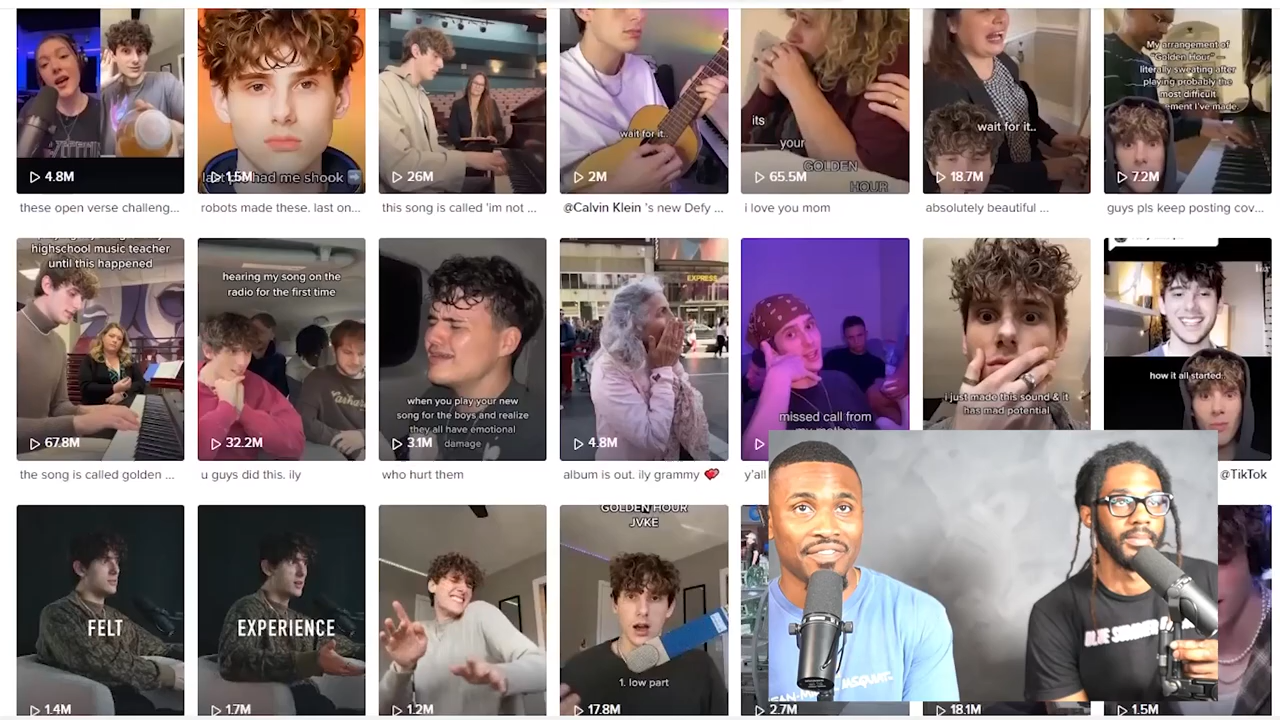 4.8M
these open verse challeng...
had me shook
1.5M
robots made these. last on...
26M
this song is called 'im not ...
wait for it..
2M
@Calvin Klein 's new Defy ...
its
your
GOLDEN
HOUR
65.5M
i love you mom
wait for it..
18.7M
absolutely beautiful ...
My arrangement of
"Golden Hour" –
literally sweating after
playing probably the
most difficult
ement I've made.
7.2M
guys pls keep posting cov...
highschool music teacher
until this happened
67.8M
the song is called golden ...
hearing my song on the
radio for the first time
32.2M
u guys did this. ily
when you play your new
song for the boys and realize
they all have emotional
damage
3.1M
who hurt them
EXPRESS
4.8M
album is out. ily grammy 💕
missed call from
my mother
y'all
i just made this sound & it
has mad potential
how it all started:
@TikTok
FELT
1.4M
EXPERIENCE
1.7M
1.2M
GOLDEN HOUR
JVKE
1. low part
17.8M
2.7M
18.1M
1.5M